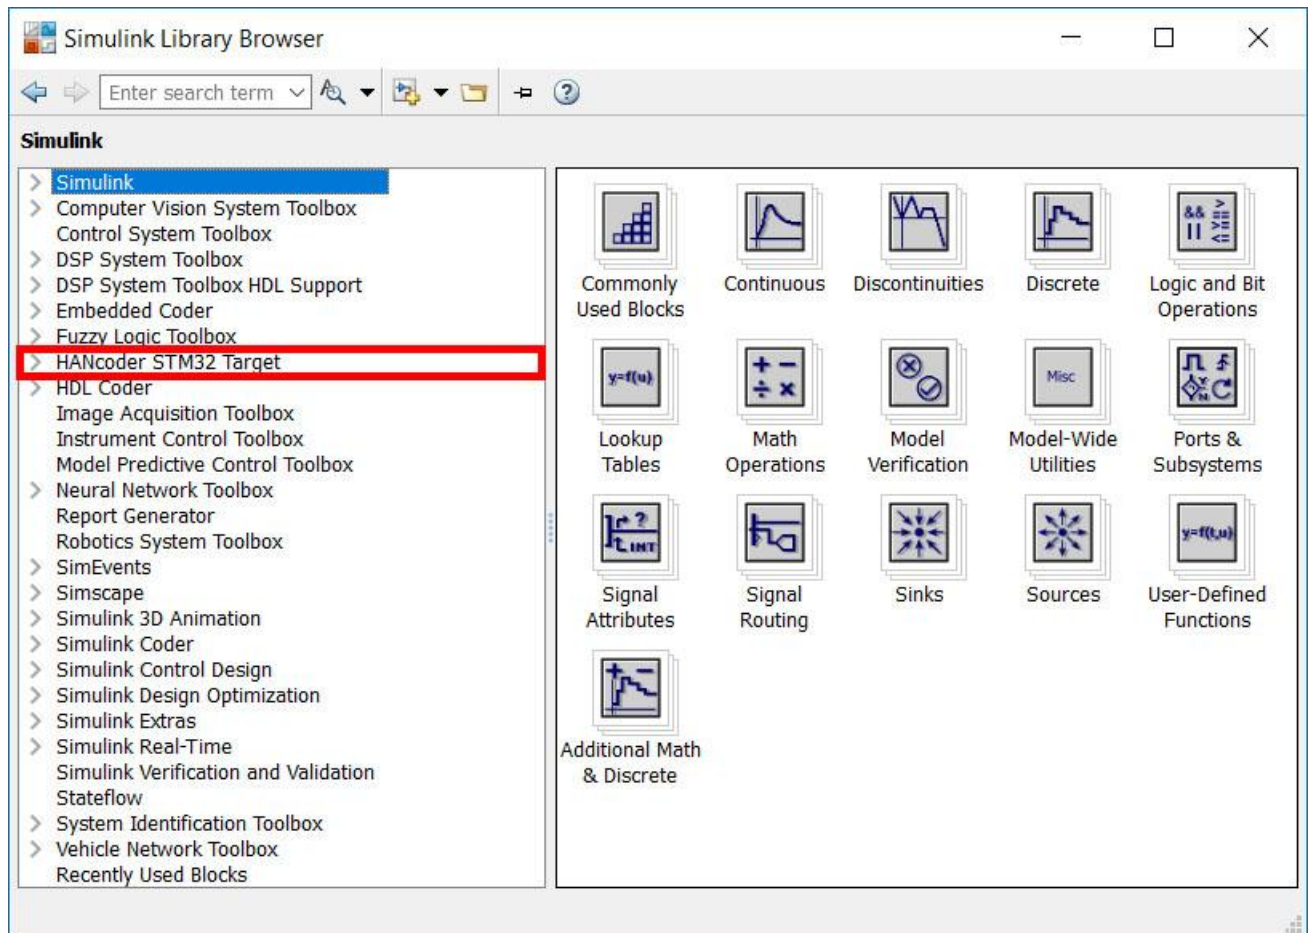 Simulink Library Browser
Enter search term
Simulink
Simulink
Computer Vision System Toolbox
Control System Toolbox
DSP System Toolbox
DSP System Toolbox HDL Support
Embedded Coder
Fuzzy Logic Toolbox
HANcoder STM32 Target
HDL Coder
Image Acquisition Toolbox
Instrument Control Toolbox
Model Predictive Control Toolbox
Neural Network Toolbox
Report Generator
Robotics System Toolbox
SimEvents
Simscape
Simulink 3D Animation
Simulink Coder
Simulink Control Design
Simulink Design Optimization
Simulink Extras
Simulink Real-Time
Simulink Verification and Validation
Stateflow
System Identification Toolbox
Vehicle Network Toolbox
Recently Used Blocks
Commonly
Used Blocks
Continuous
Discontinuities
Discrete
&& > == >= <= ||
Logic and Bit
Operations
y=f(u)
Lookup
Tables
+ − ÷ ×
Math
Operations
Model
Verification
Misc
Model-Wide
Utilities
Y N
Ports &
Subsystems
? INT
Signal
Attributes
Signal
Routing
Sinks
Sources
y=f(t,u)
User-Defined
Functions
+ −
Additional Math
& Discrete